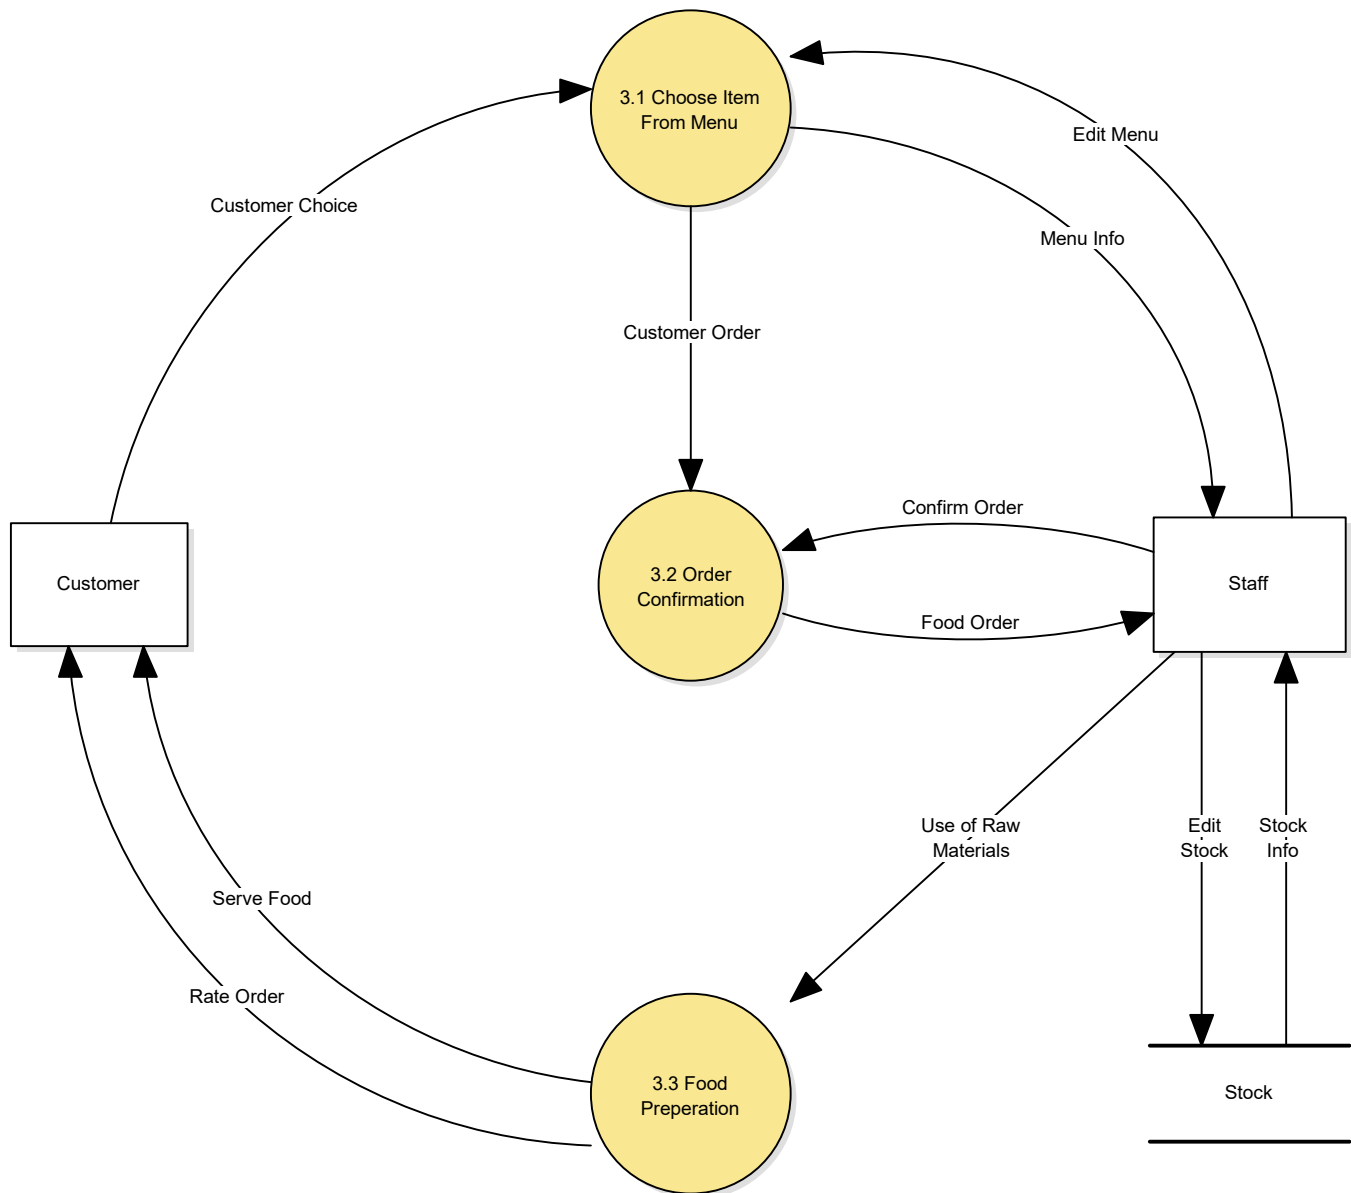 3.1 Choose Item
From Menu
Edit Menu
Customer Choice
Menu Info
Customer Order
Confirm Order
3.2 Order
Confirmation
Customer
Staff
Food Order
Use of Raw
Materials
Edit
Stock
Stock
Info
Serve Food
Rate Order
3.3 Food
Preperation
Stock